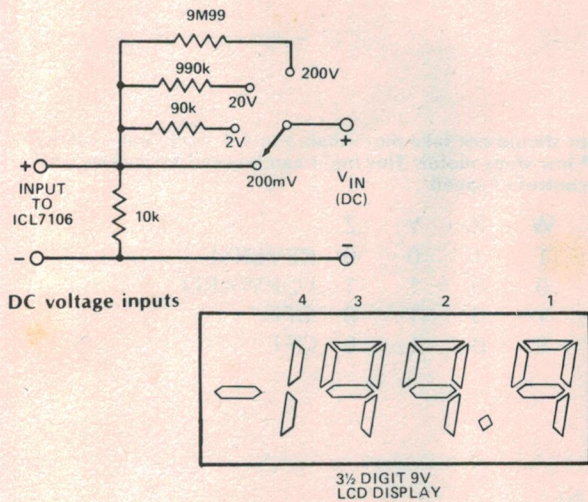 9M99
990k
200V
90k
20V
2V
+
+
INPUT
TO
ICL7106
200mV
V IN
(DC)
10k
−
−
DC voltage inputs
4 3 2 1
-199.9
3½ DIGIT 9V
LCD DISPLAY